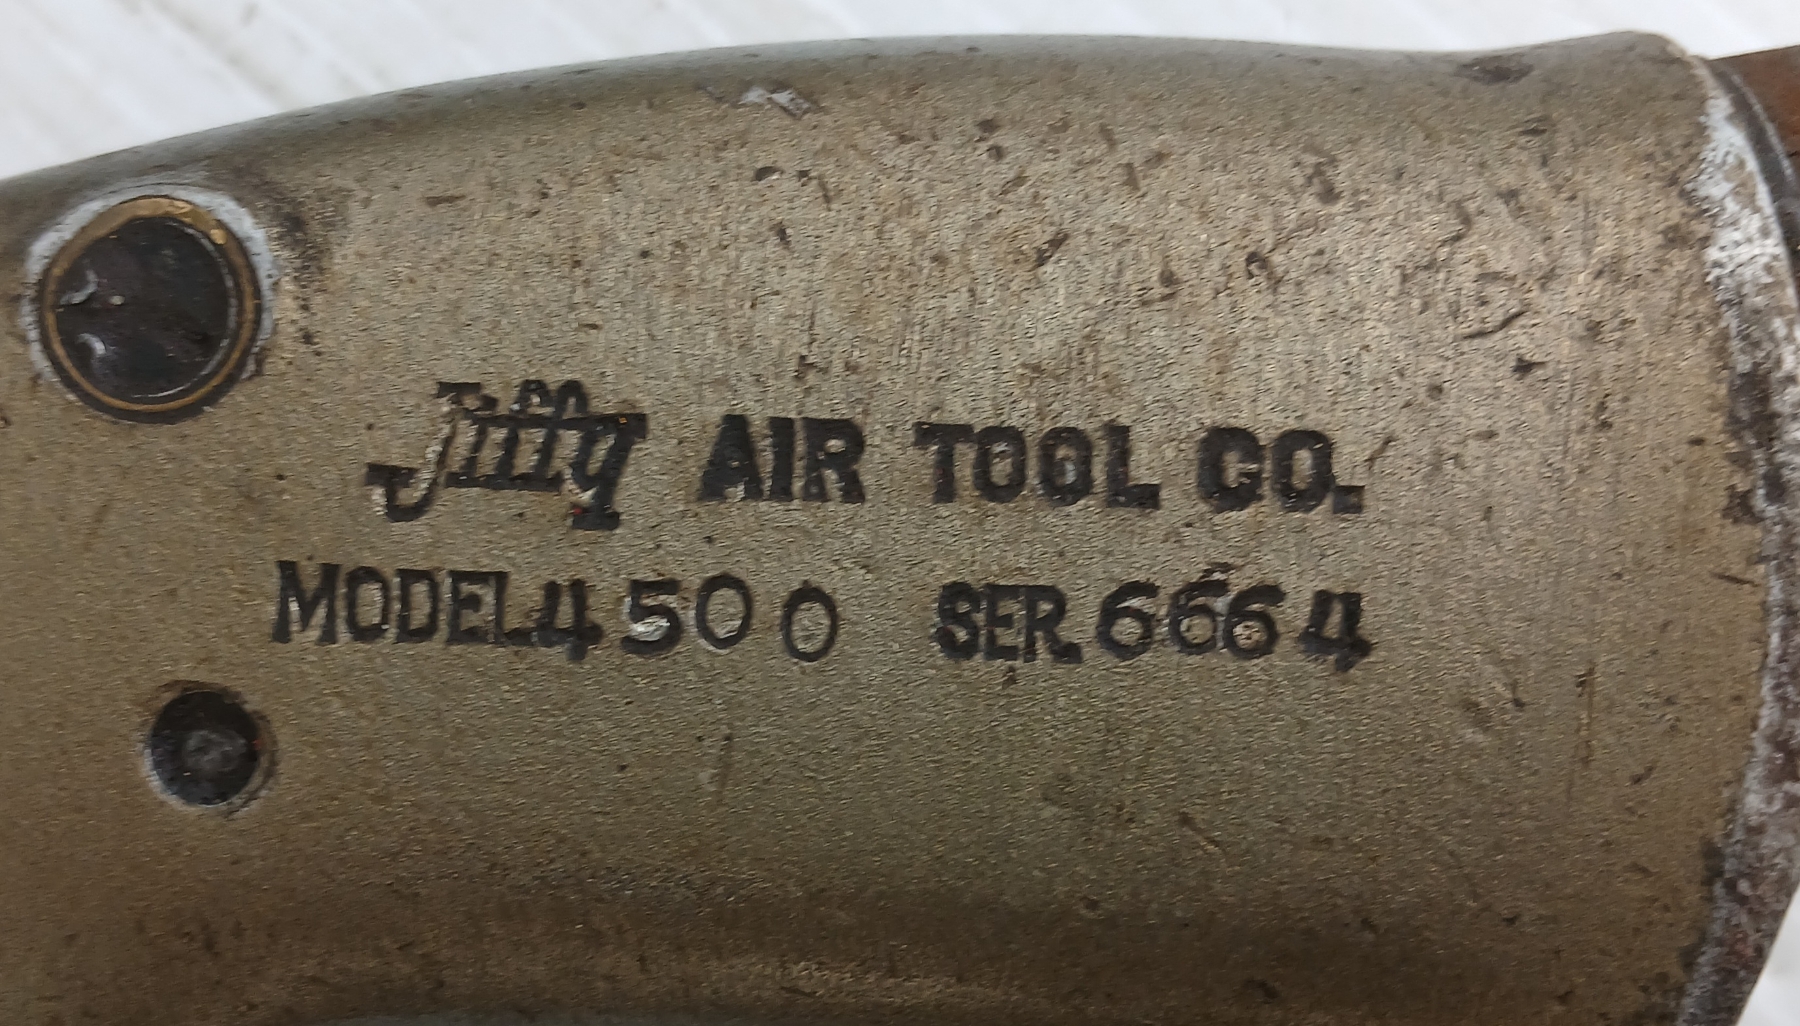 Jiffy AIR TOOL CO.
MODEL 4500 SER. 6664